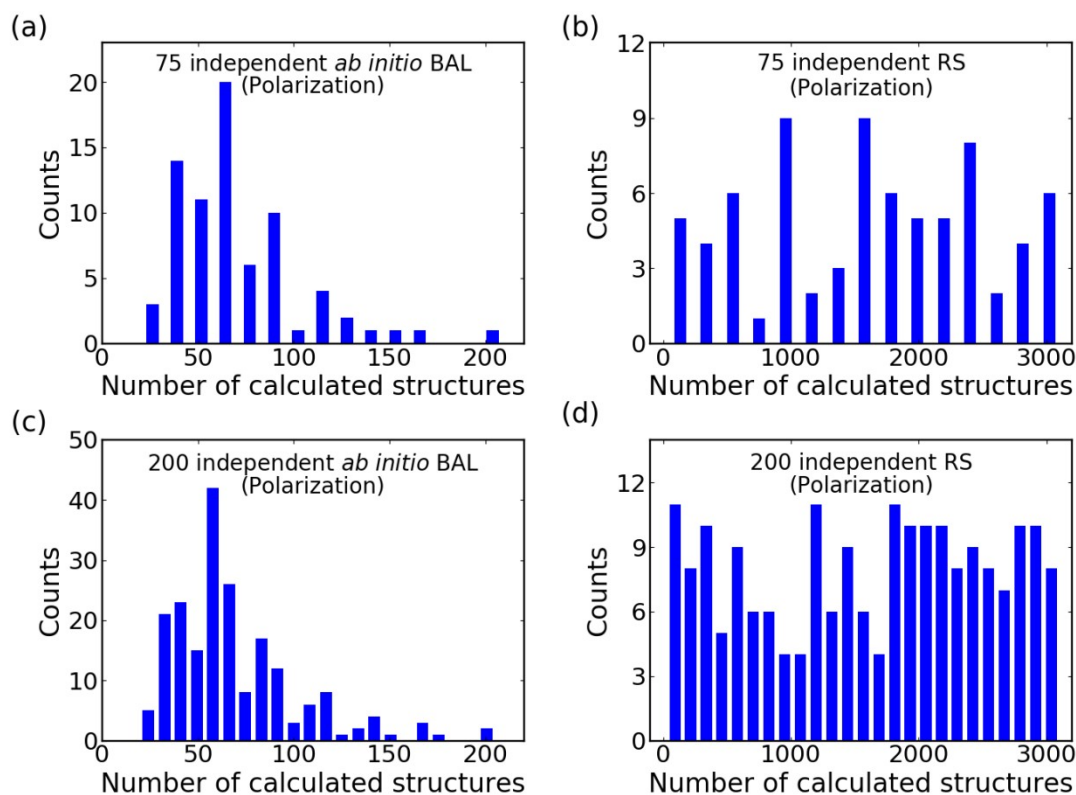 (a)
75 independent ab initio BAL
(Polarization)
20
15
10
5
0
Counts
0 50 100 150 200
Number of calculated structures
(b)
75 independent RS
(Polarization)
12
9
6
3
0
Counts
0 1000 2000 3000
Number of calculated structures
(c)
200 independent ab initio BAL
(Polarization)
50
40
30
20
10
0
Counts
0 50 100 150 200
Number of calculated structures
(d)
200 independent RS
(Polarization)
12
9
6
3
0
Counts
0 1000 2000 3000
Number of calculated structures